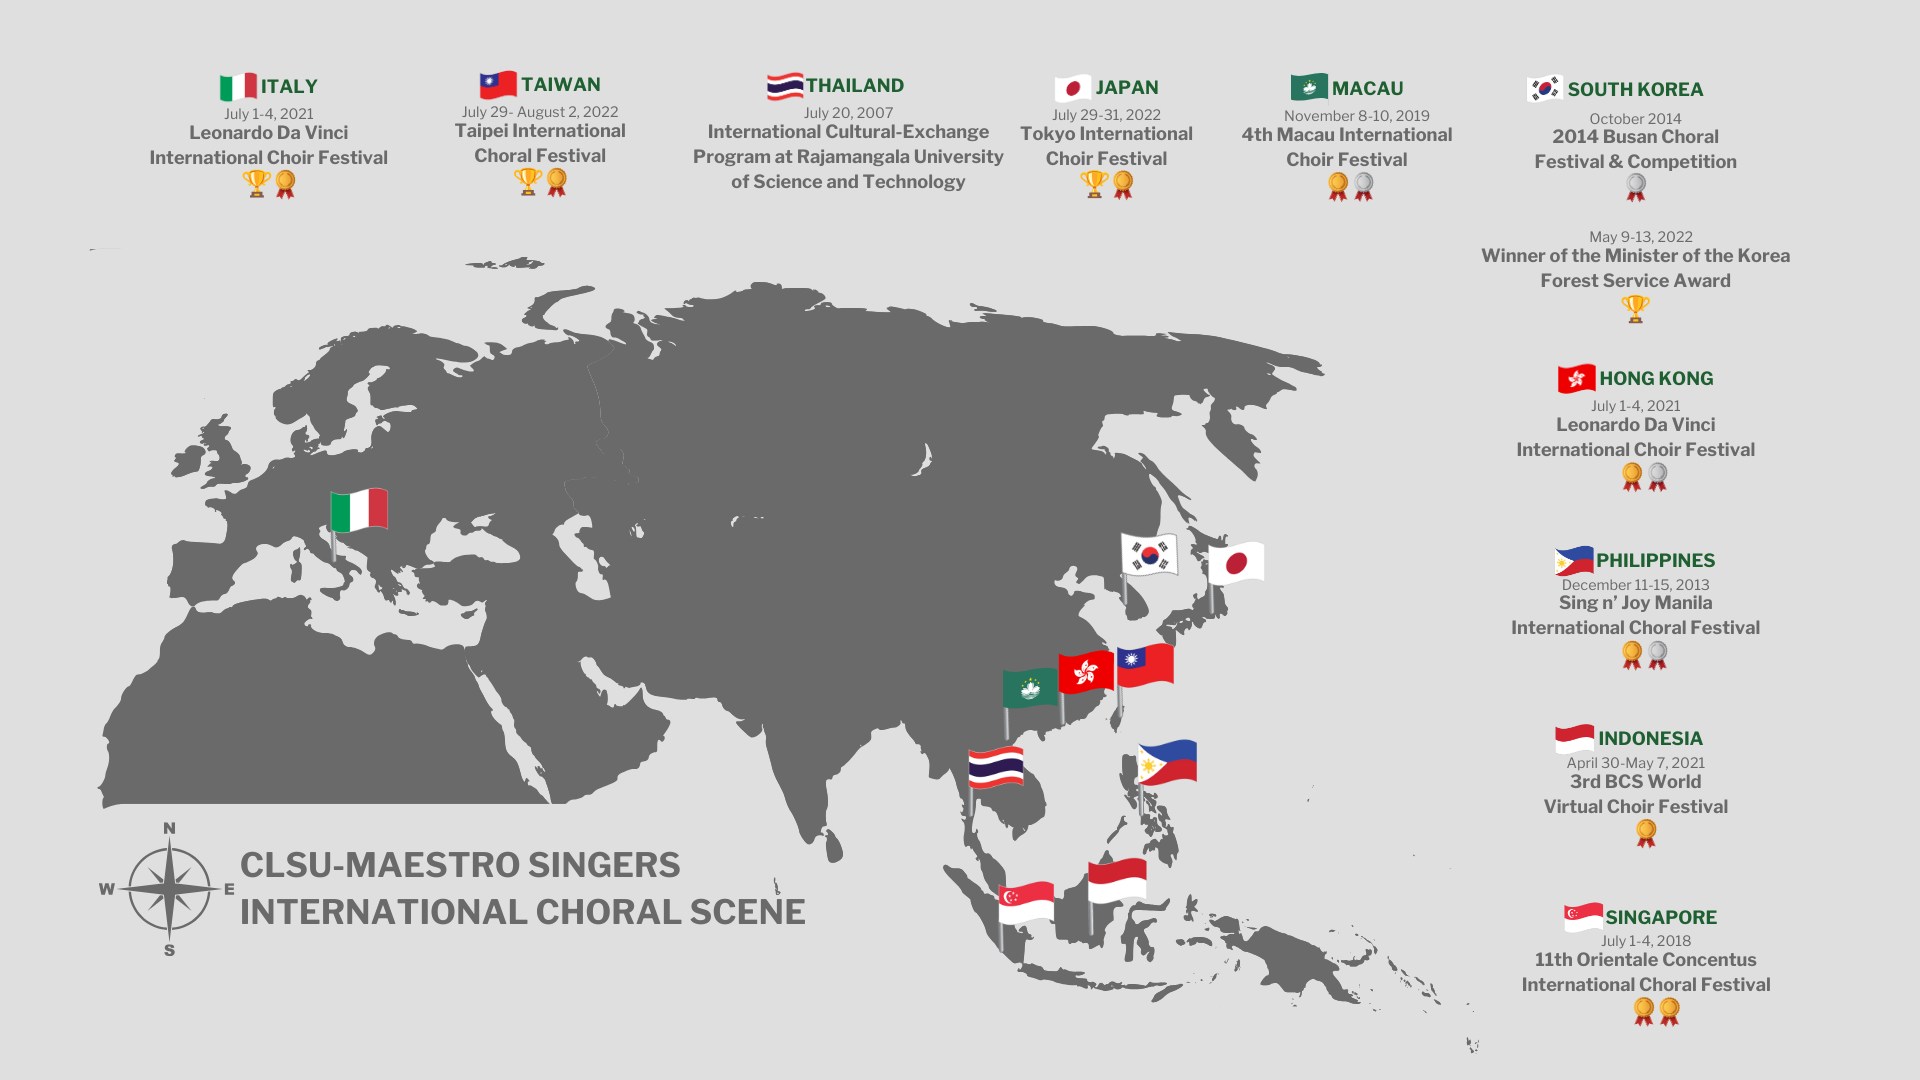 ITALY
July 1-4, 2021
Leonardo Da Vinci
International Choir Festival
TAIWAN
July 29- August 2, 2022
Taipei International
Choral Festival
THAILAND
July 20, 2007
International Cultural-Exchange
Program at Rajamangala University
of Science and Technology
JAPAN
July 29-31, 2022
Tokyo International
Choir Festival
MACAU
November 8-10, 2019
4th Macau International
Choir Festival
SOUTH KOREA
October 2014
2014 Busan Choral
Festival & Competition
May 9-13, 2022
Winner of the Minister of the Korea
Forest Service Award
HONG KONG
July 1-4, 2021
Leonardo Da Vinci
International Choir Festival
PHILIPPINES
December 11-15, 2013
Sing n’ Joy Manila
International Choral Festival
INDONESIA
April 30-May 7, 2021
3rd BCS World
Virtual Choir Festival
SINGAPORE
July 1-4, 2018
11th Orientale Concentus
International Choral Festival
N
W E
S
CLSU-MAESTRO SINGERS
INTERNATIONAL CHORAL SCENE